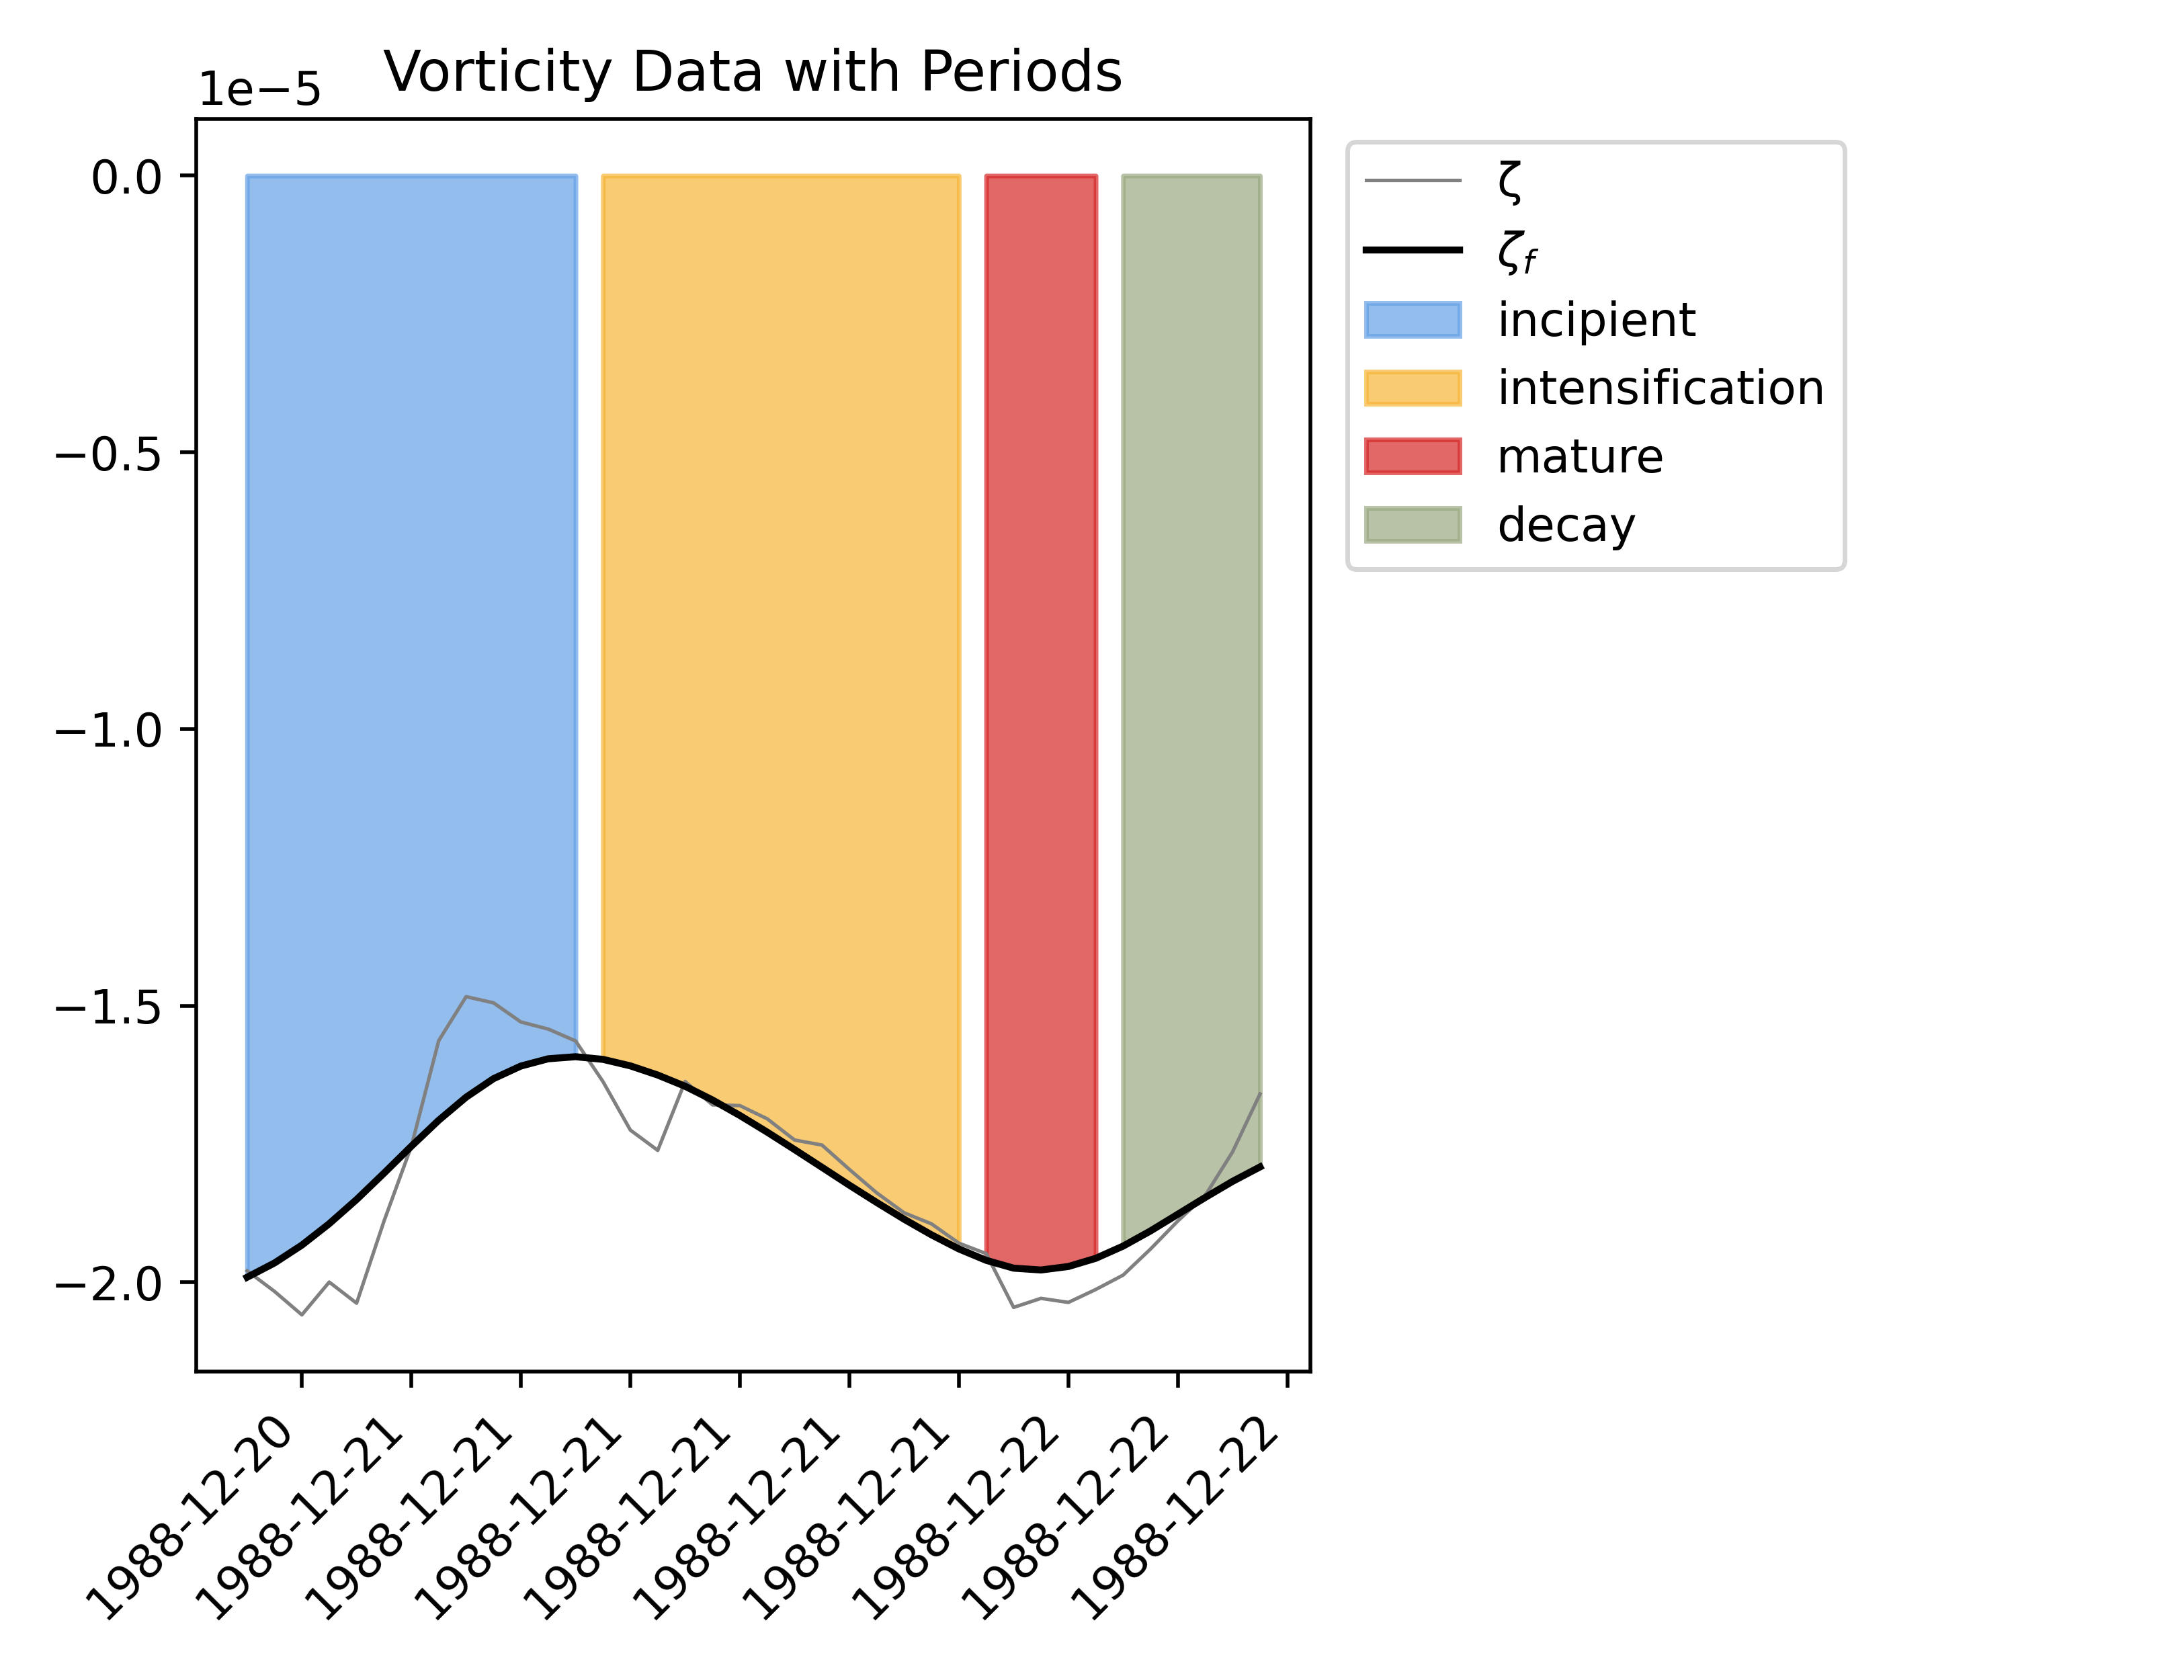 Vorticity Data with Periods
1e−5
0.0
−0.5
−1.0
−1.5
−2.0
1988-12-20
1988-12-21
1988-12-21
1988-12-21
1988-12-21
1988-12-21
1988-12-21
1988-12-22
1988-12-22
1988-12-22
ζ
ζf
incipient
intensification
mature
decay